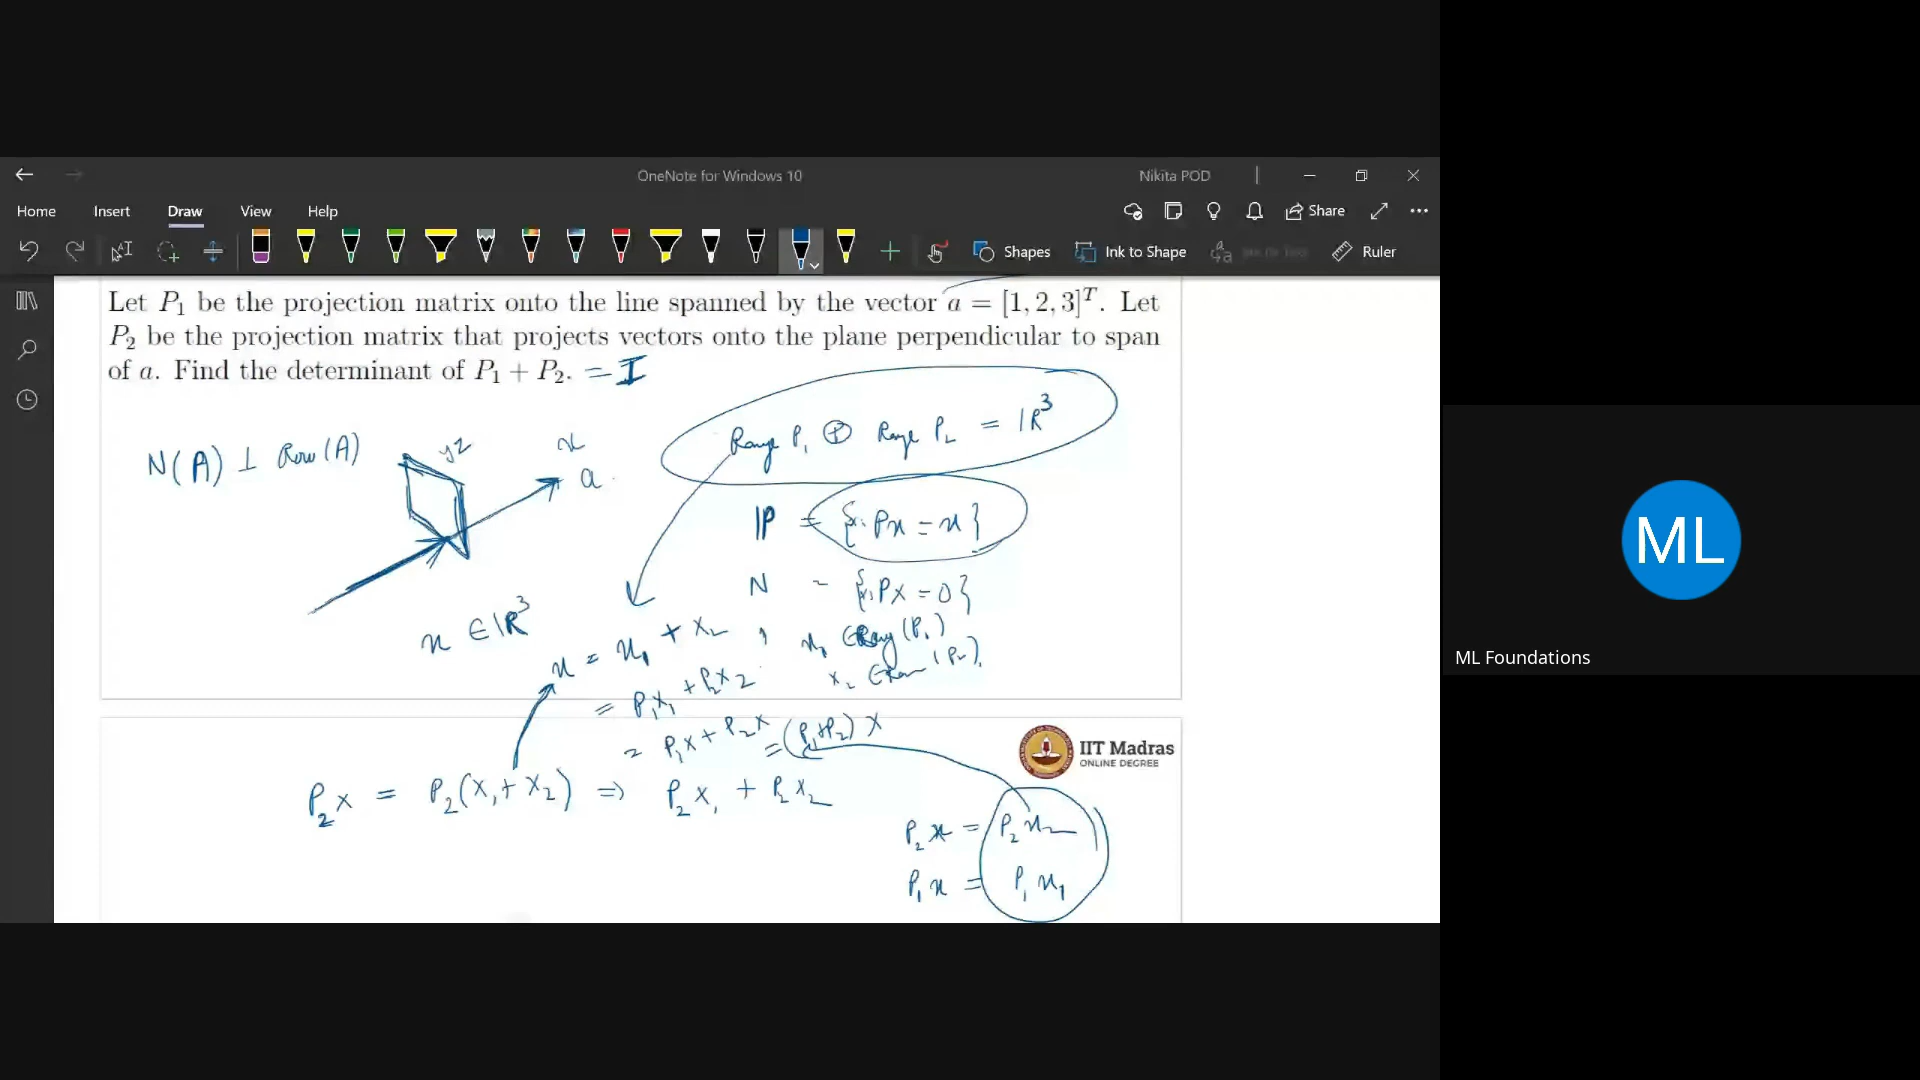 OneNote for Windows 10
Nikita POD
Home Insert Draw View Help
Share
Shapes Ink to Shape Ruler
Let P₁ be the projection matrix onto the line spanned by the vector a = [1, 2, 3]ᵀ. Let
P₂ be the projection matrix that projects vectors onto the plane perpendicular to span
of a. Find the determinant of P₁ + P₂. = I
Range P₁ ⊕ Range P₂ = ℝ³
N(A) ⊥ Row(A)
yz
x
a
P = {x: Px = x}
N = {x: Px = 0}
x ∈ ℝ³
x = x₁ + x₂, x₁ ∈ Rang(P₁)
= P₁x₁ + P₂x₂
= P₁x + P₂x = (P₁+P₂)x
IIT Madras
ONLINE DEGREE
P₂x = P₂(x₁ + x₂) ⇒ P₂x₁ + P₂x₂
P₂x = P₂x₂
P₁x = P₁x₁
ML
ML Foundations